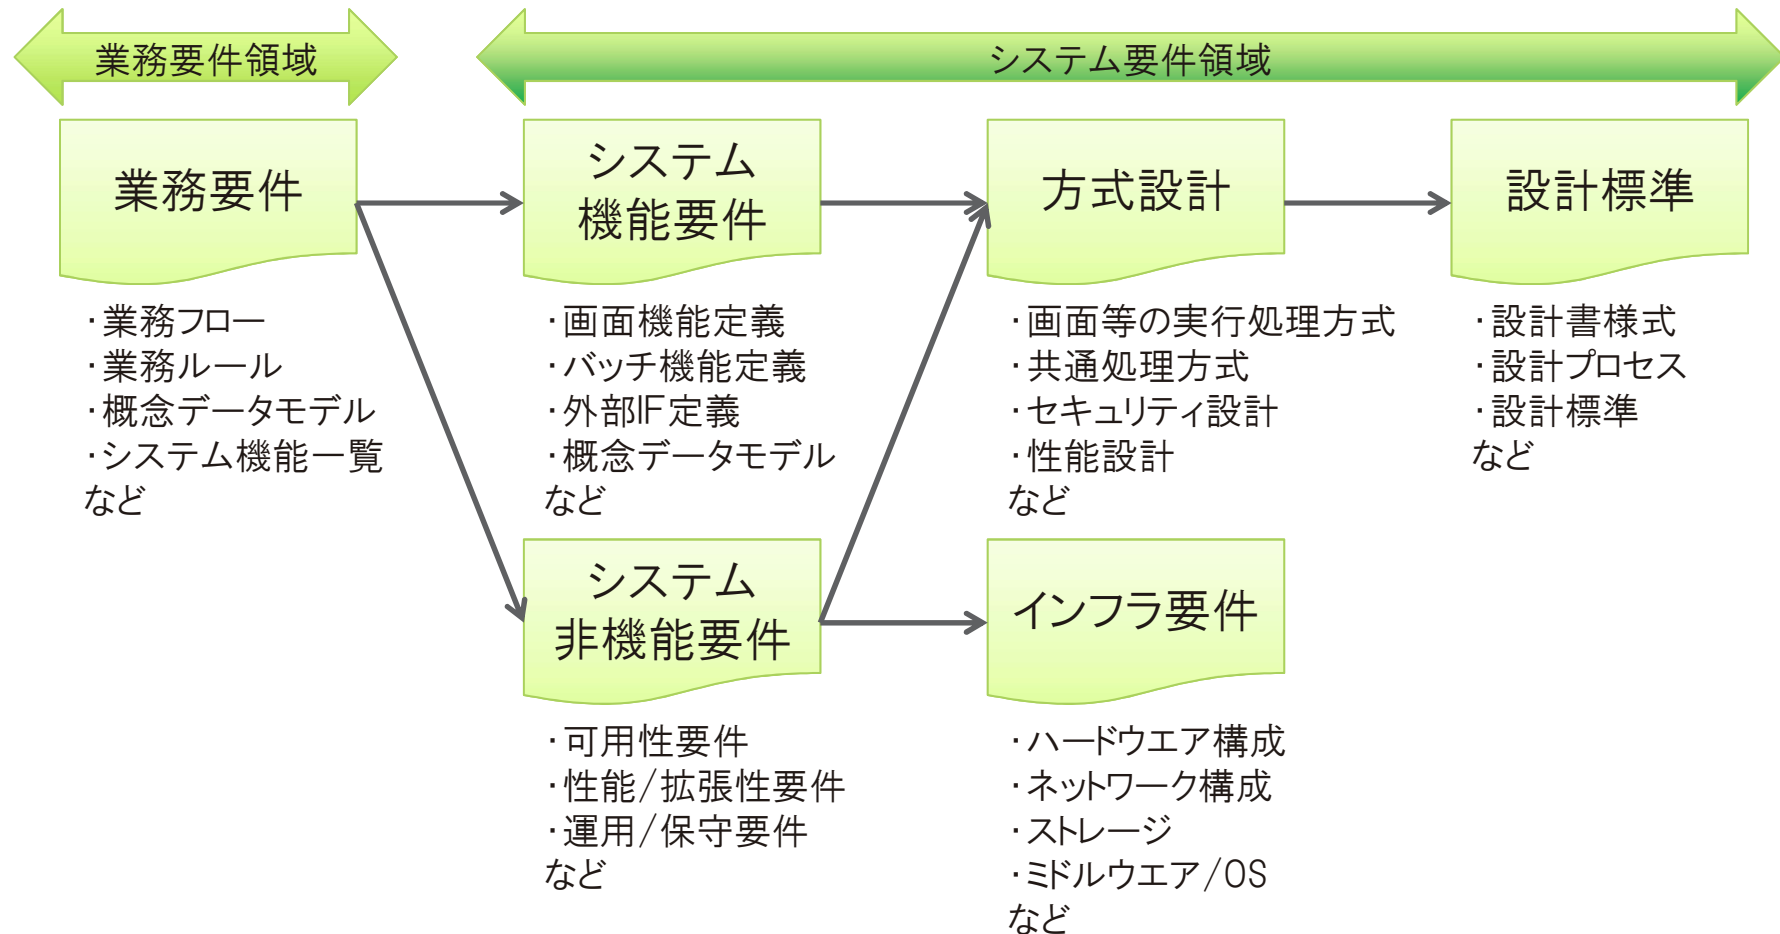 業務要件領域
システム要件領域
業務要件
システム
機能要件
方式設計
設計標準
・業務フロー
・業務ルール
・概念データモデル
・システム機能一覧
など
・画面機能定義
・バッチ機能定義
・外部IF定義
・概念データモデル
など
・画面等の実行処理方式
・共通処理方式
・セキュリティ設計
・性能設計
など
・設計書様式
・設計プロセス
・設計標準
など
システム
非機能要件
インフラ要件
・可用性要件
・性能/拡張性要件
・運用/保守要件
など
・ハードウエア構成
・ネットワーク構成
・ストレージ
・ミドルウエア/OS
など